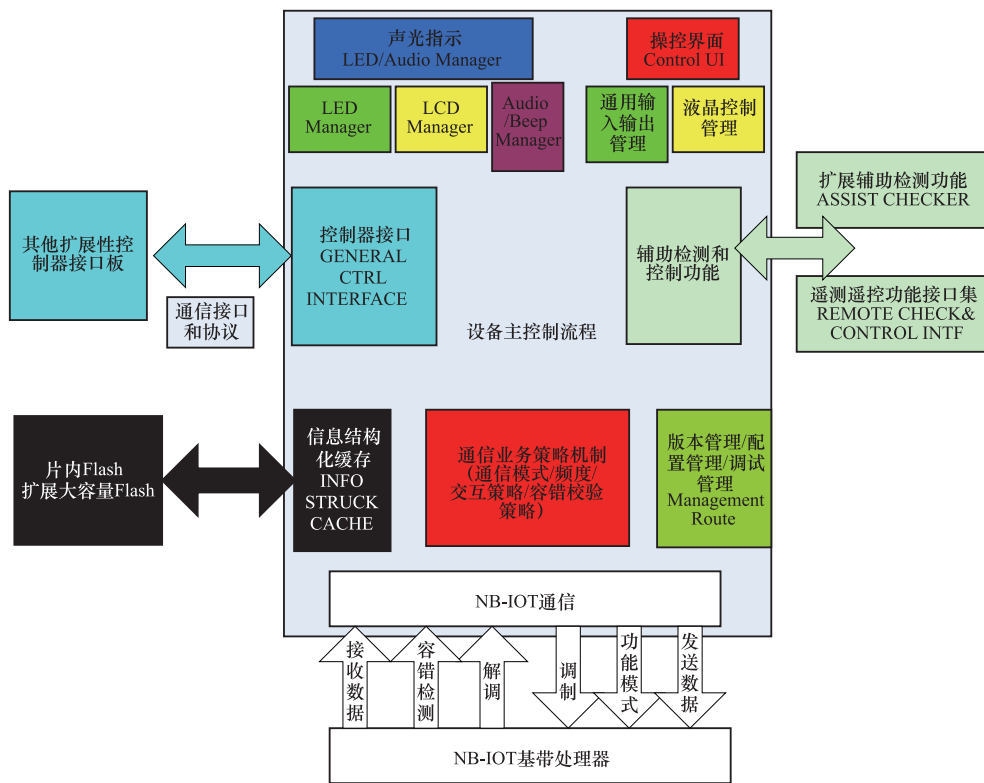 声光指示
LED/Audio Manager
操控界面
Control UI
LED
Manager
LCD
Manager
Audio
/Beep
Manager
通用输
入输出
管理
液晶控制
管理
其他扩展性控
制器接口板
通信接口
和协议
控制器接口
GENERAL
CTRL
INTERFACE
辅助检测和
控制功能
扩展辅助检测功能
ASSIST CHECKER
遥测遥控功能接口集
REMOTE CHECK&
CONTROL INTF
设备主控制流程
片内Flash
扩展大容量Flash
信息结构
化缓存
INFO
STRUCK
CACHE
通信业务策略机制
（通信模式/频度/
交互策略/容错校验
策略）
版本管理/配
置管理/调试
管理
Management
Route
NB-IOT通信
接收数据
容错检测
解调
调制
功能模式
发送数据
NB-IOT基带处理器